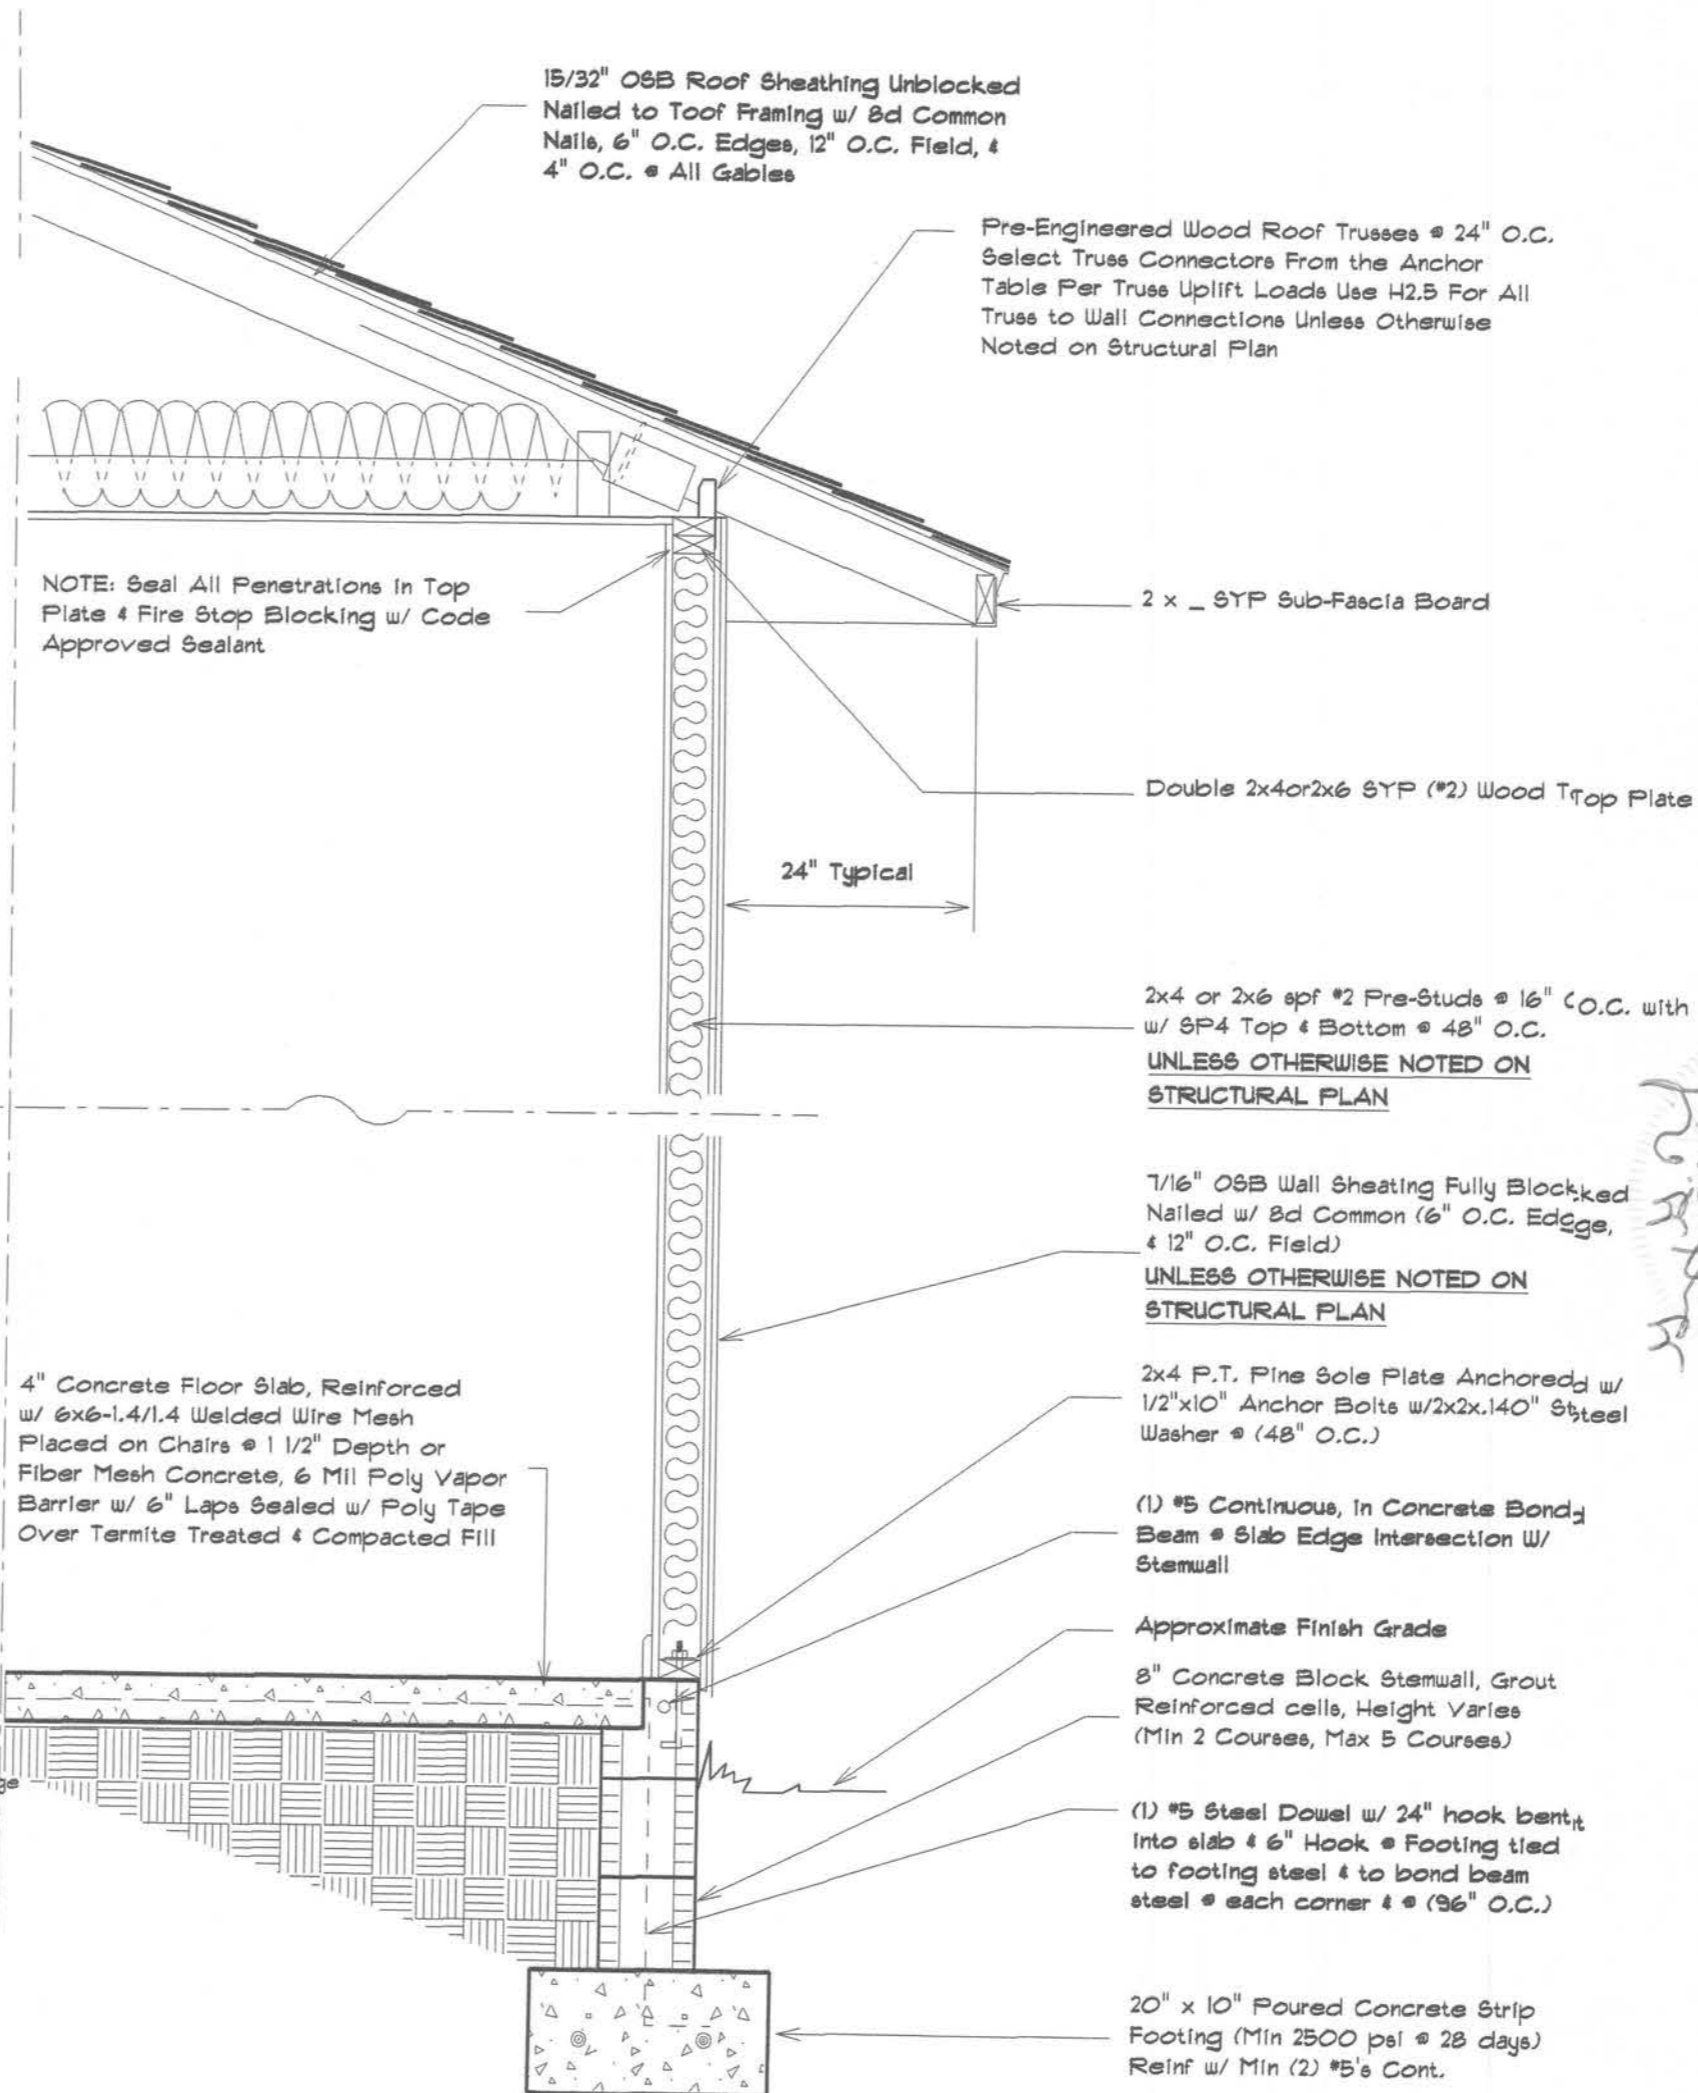 15/32" OSB Roof Sheathing Unblocked
Nailed to Toof Framing w/ 8d Common
Nails, 6" O.C. Edges, 12" O.C. Field, &
4" O.C. @ All Gables
Pre-Engineered Wood Roof Trusses @ 24" O.C.
Select Truss Connectors From the Anchor
Table Per Truss Uplift Loads Use H2.5 For All
Truss to Wall Connections Unless Otherwise
Noted on Structural Plan
NOTE: Seal All Penetrations in Top
Plate & Fire Stop Blocking w/ Code
Approved Sealant
2 x _ SYP Sub-Fascia Board
Double 2x4or2x6 SYP (#2) Wood Top Plate
24" Typical
2x4 or 2x6 spf #2 Pre-Studs @ 16" O.C. with
w/ SP4 Top & Bottom @ 48" O.C.
UNLESS OTHERWISE NOTED ON
STRUCTURAL PLAN
7/16" OSB Wall Sheating Fully Blocked
Nailed w/ 8d Common (6" O.C. Edge,
& 12" O.C. Field)
UNLESS OTHERWISE NOTED ON
STRUCTURAL PLAN
4" Concrete Floor Slab, Reinforced
w/ 6x6-1.4/1.4 Welded Wire Mesh
Placed on Chairs @ 1 1/2" Depth or
Fiber Mesh Concrete, 6 Mil Poly Vapor
Barrier w/ 6" Laps Sealed w/ Poly Tape
Over Termite Treated & Compacted Fill
2x4 P.T. Pine Sole Plate Anchored w/
1/2"x10" Anchor Bolts w/2x2x.140" Steel
Washer @ (48" O.C.)
(1) #5 Continuous, in Concrete Bond
Beam @ Slab Edge Intersection W/
Stemwall
Approximate Finish Grade
8" Concrete Block Stemwall, Grout
Reinforced cells, Height Varies
(Min 2 Courses, Max 5 Courses)
(1) #5 Steel Dowel w/ 24" hook bent
into slab & 6" Hook @ Footing tied
to footing steel & to bond beam
steel @ each corner & @ (96" O.C.)
20" x 10" Poured Concrete Strip
Footing (Min 2500 psi @ 28 days)
Reinf w/ Min (2) #5's Cont.